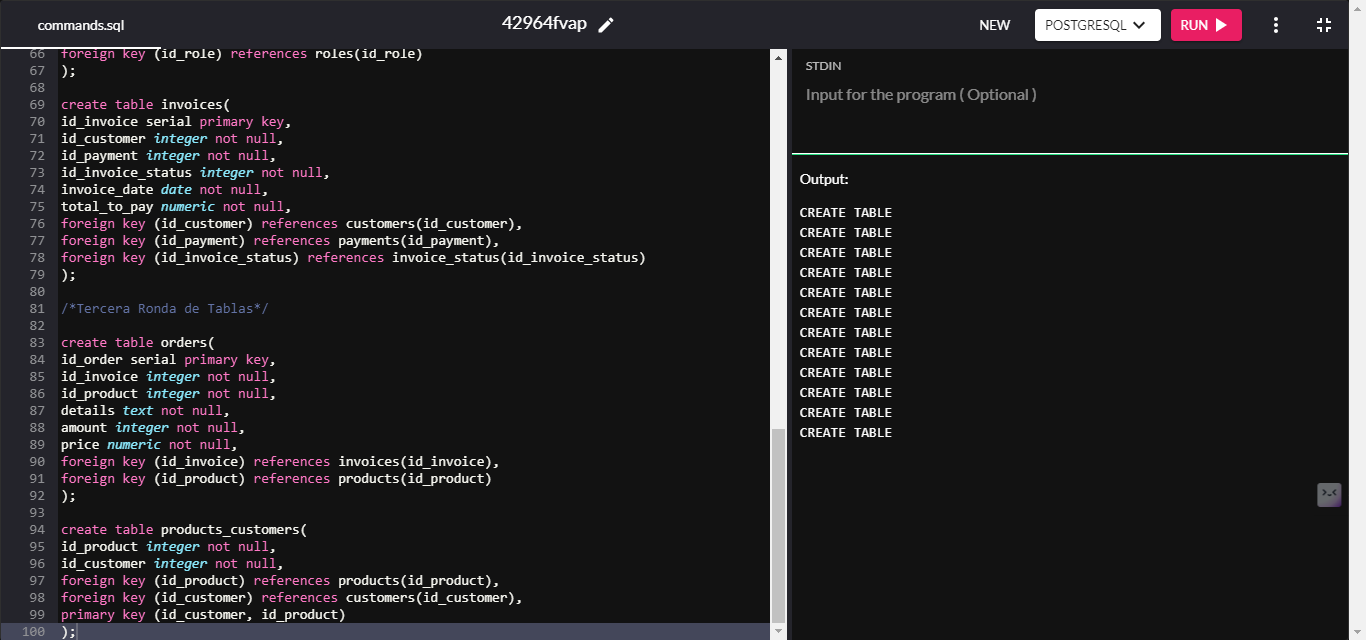 commands.sql
42964fvap
NEW
POSTGRESQL
RUN
66 foreign key (id_role) references roles(id_role)
67 );
68
69 create table invoices(
70 id_invoice serial primary key,
71 id_customer integer not null,
72 id_payment integer not null,
73 id_invoice_status integer not null,
74 invoice_date date not null,
75 total_to_pay numeric not null,
76 foreign key (id_customer) references customers(id_customer),
77 foreign key (id_payment) references payments(id_payment),
78 foreign key (id_invoice_status) references invoice_status(id_invoice_status)
79 );
80
81 /*Tercera Ronda de Tablas*/
82
83 create table orders(
84 id_order serial primary key,
85 id_invoice integer not null,
86 id_product integer not null,
87 details text not null,
88 amount integer not null,
89 price numeric not null,
90 foreign key (id_invoice) references invoices(id_invoice),
91 foreign key (id_product) references products(id_product)
92 );
93
94 create table products_customers(
95 id_product integer not null,
96 id_customer integer not null,
97 foreign key (id_product) references products(id_product),
98 foreign key (id_customer) references customers(id_customer),
99 primary key (id_customer, id_product)
100 );
STDIN
Input for the program ( Optional )
Output:
CREATE TABLE
CREATE TABLE
CREATE TABLE
CREATE TABLE
CREATE TABLE
CREATE TABLE
CREATE TABLE
CREATE TABLE
CREATE TABLE
CREATE TABLE
CREATE TABLE
CREATE TABLE